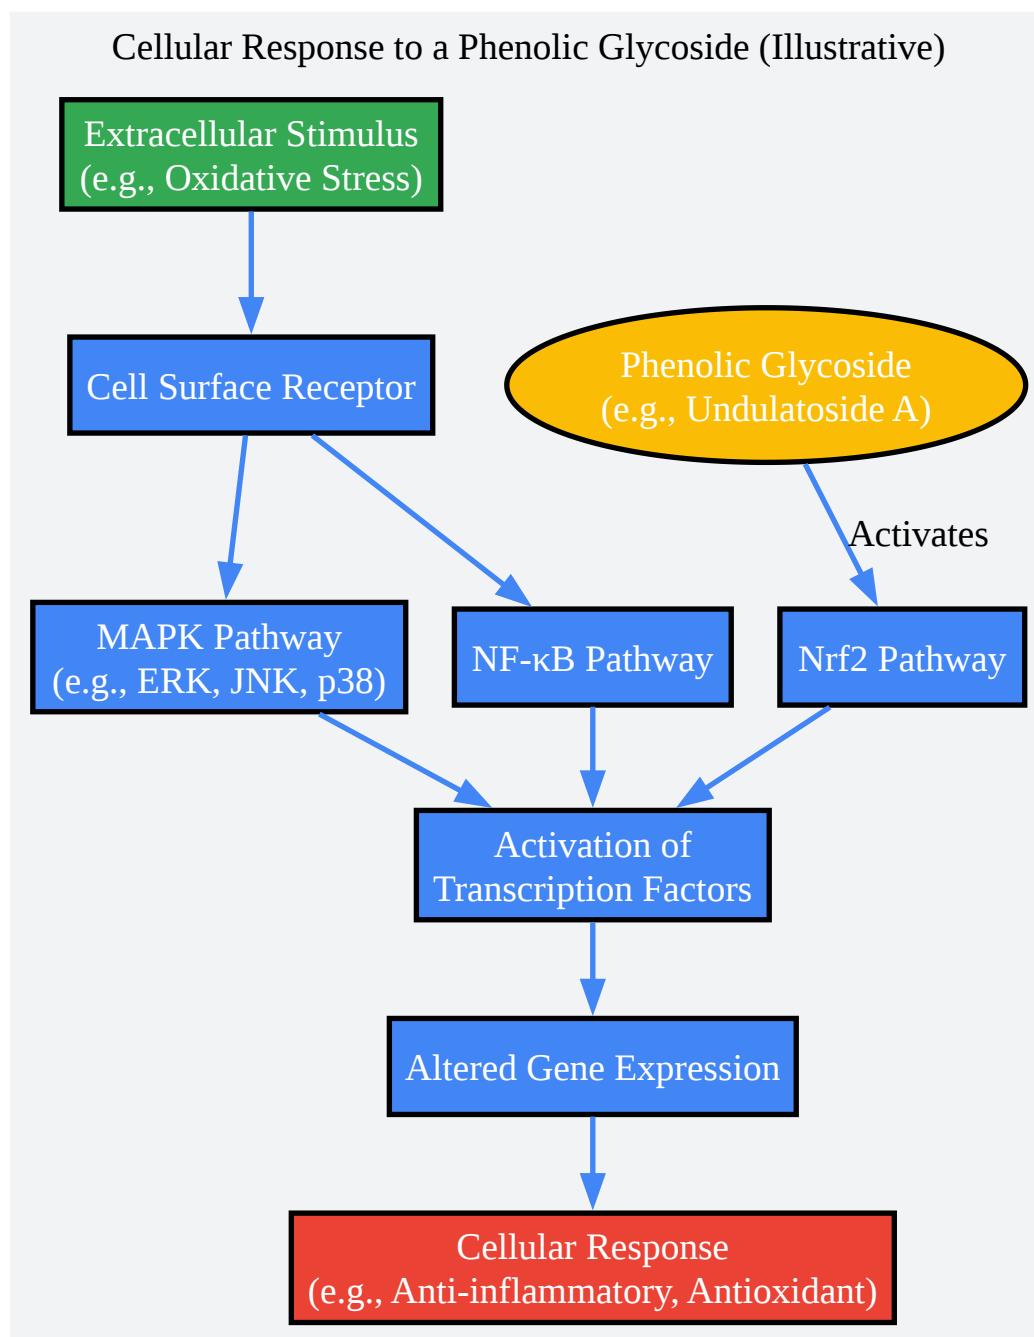 Cellular Response to a Phenolic Glycoside (Illustrative)
Extracellular Stimulus
(e.g., Oxidative Stress)
Cell Surface Receptor
Phenolic Glycoside
(e.g., Undulatoside A)
Activates
MAPK Pathway
(e.g., ERK, JNK, p38)
NF-κB Pathway
Nrf2 Pathway
Activation of
Transcription Factors
Altered Gene Expression
Cellular Response
(e.g., Anti-inflammatory, Antioxidant)